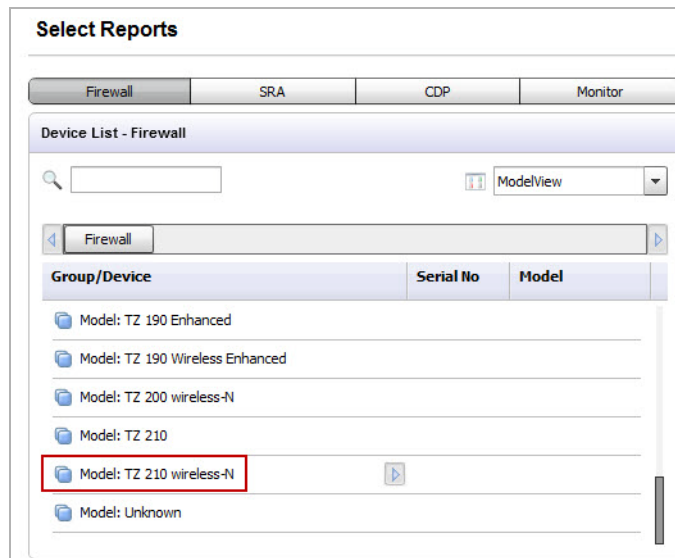 Select Reports
Firewall SRA CDP Monitor
Device List - Firewall
ModelView
Firewall
Group/Device Serial No Model
Model: TZ 190 Enhanced
Model: TZ 190 Wireless Enhanced
Model: TZ 200 wireless-N
Model: TZ 210
Model: TZ 210 wireless-N
Model: Unknown